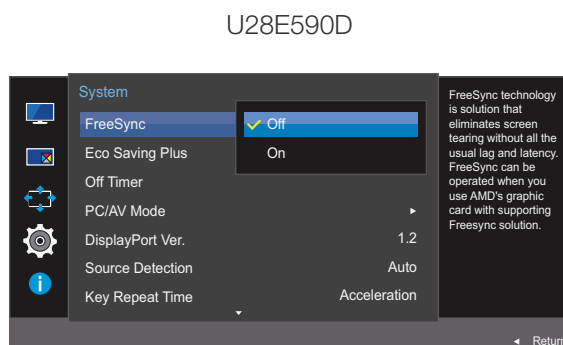 U28E590D
System
FreeSync
Off
On
Eco Saving Plus
Off Timer
PC/AV Mode
DisplayPort Ver. 1.2
Source Detection Auto
Key Repeat Time Acceleration
FreeSync technology
is solution that
eliminates screen
tearing without all the
usual lag and latency.
FreeSync can be
operated when you
use AMD's graphic
card with supporting
Freesync solution.
Return